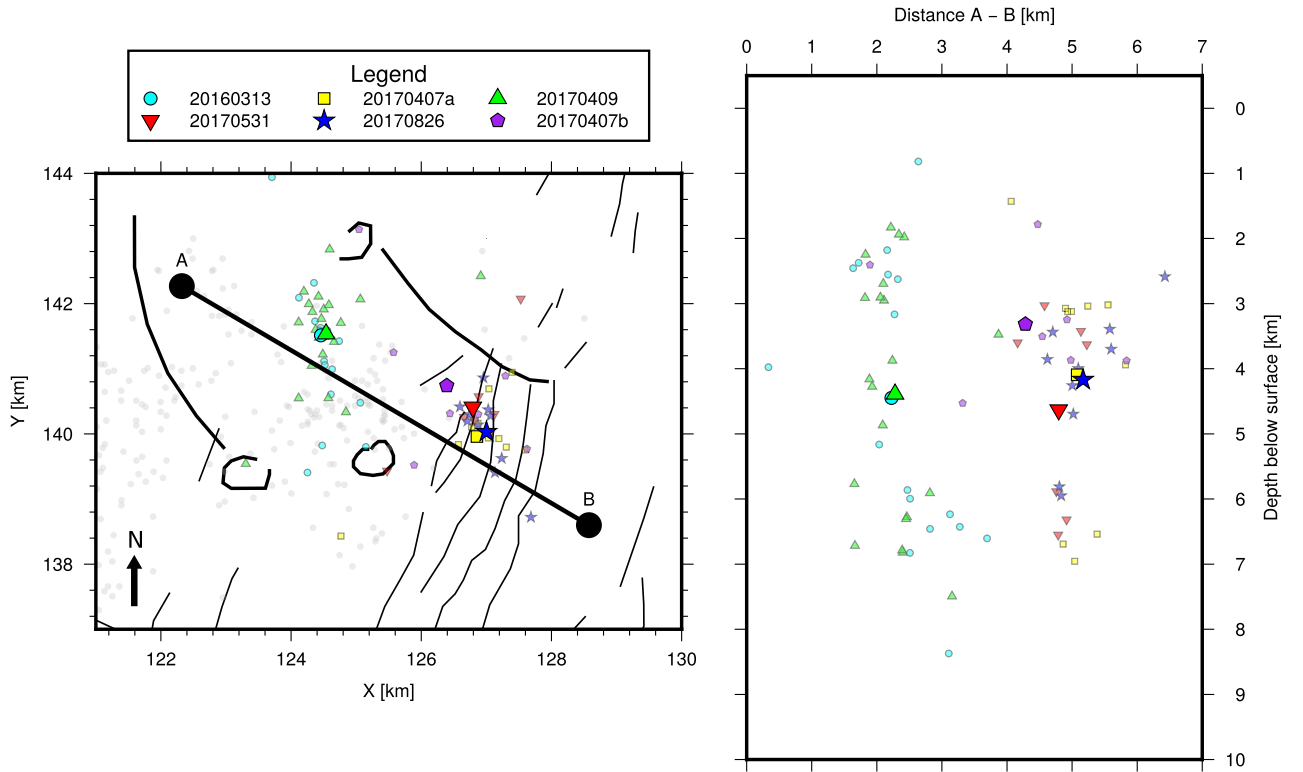 Distance A – B [km]
0 1 2 3 4 5 6 7
Legend
20160313 20170407a 20170409
20170531 20170826 20170407b
144
142
140
138
Y [km]
A
B
N
122 124 126 128 130
X [km]
0
1
2
3
4
5
6
7
8
9
10
Depth below surface [km]